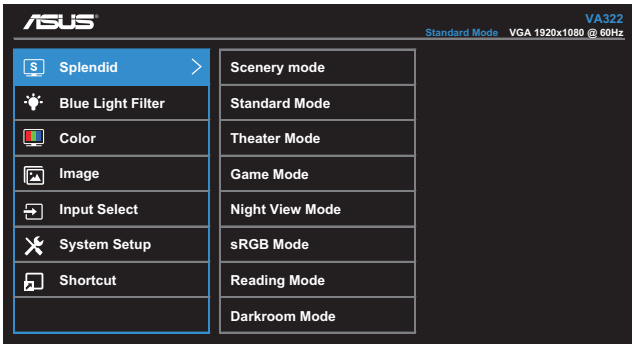 ASUS
VA322
Standard Mode VGA 1920x1080 @ 60Hz
S Splendid
Blue Light Filter
Color
Image
Input Select
System Setup
Shortcut
Scenery mode
Standard Mode
Theater Mode
Game Mode
Night View Mode
sRGB Mode
Reading Mode
Darkroom Mode